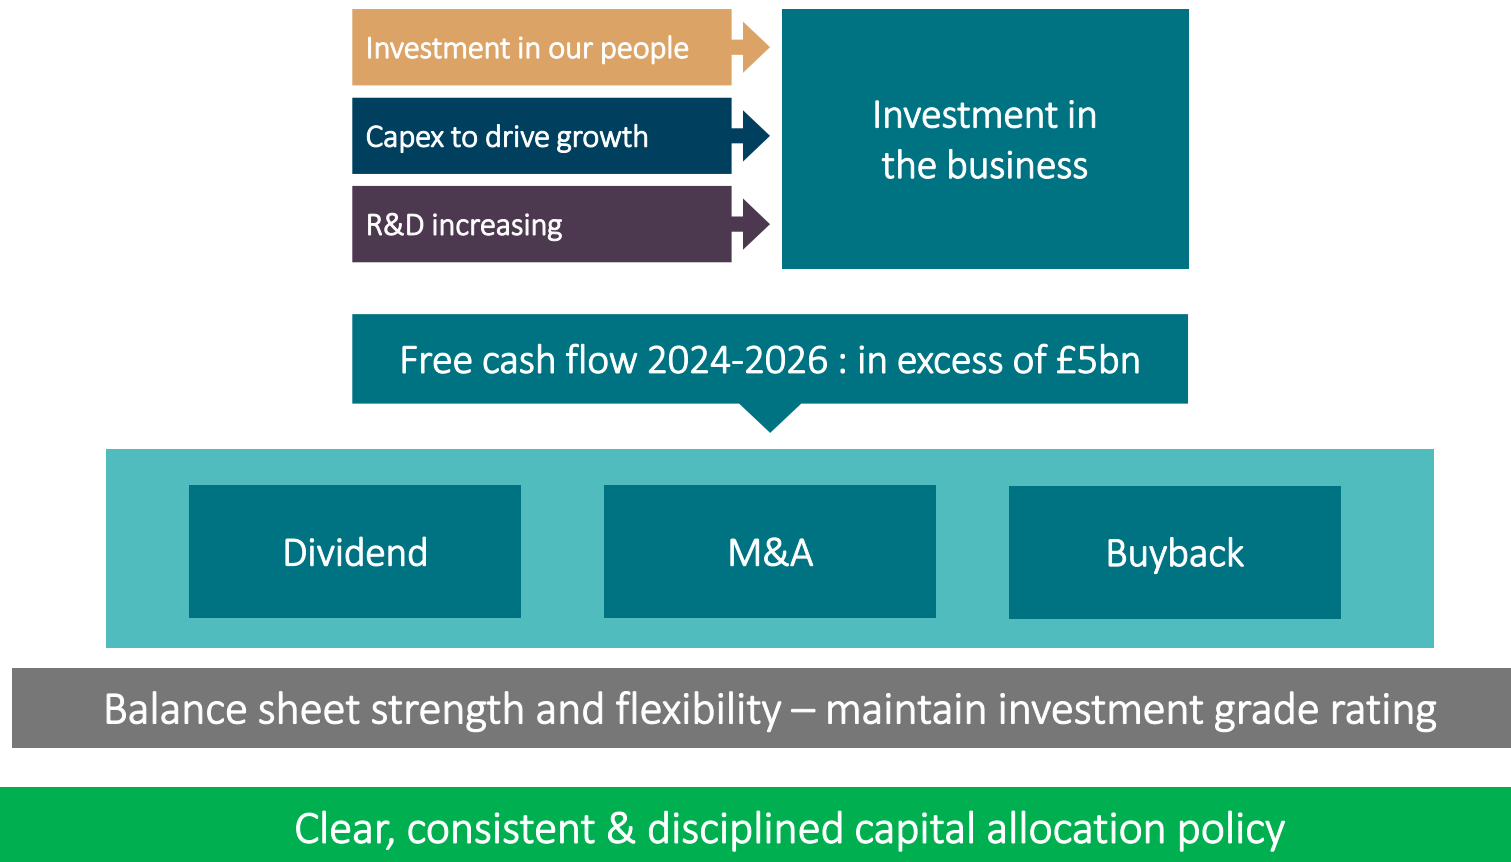 Investment in our people
Capex to drive growth
R&D increasing
Investment in
the business
Free cash flow 2024-2026 : in excess of £5bn
Dividend
M&A
Buyback
Balance sheet strength and flexibility – maintain investment grade rating
Clear, consistent & disciplined capital allocation policy